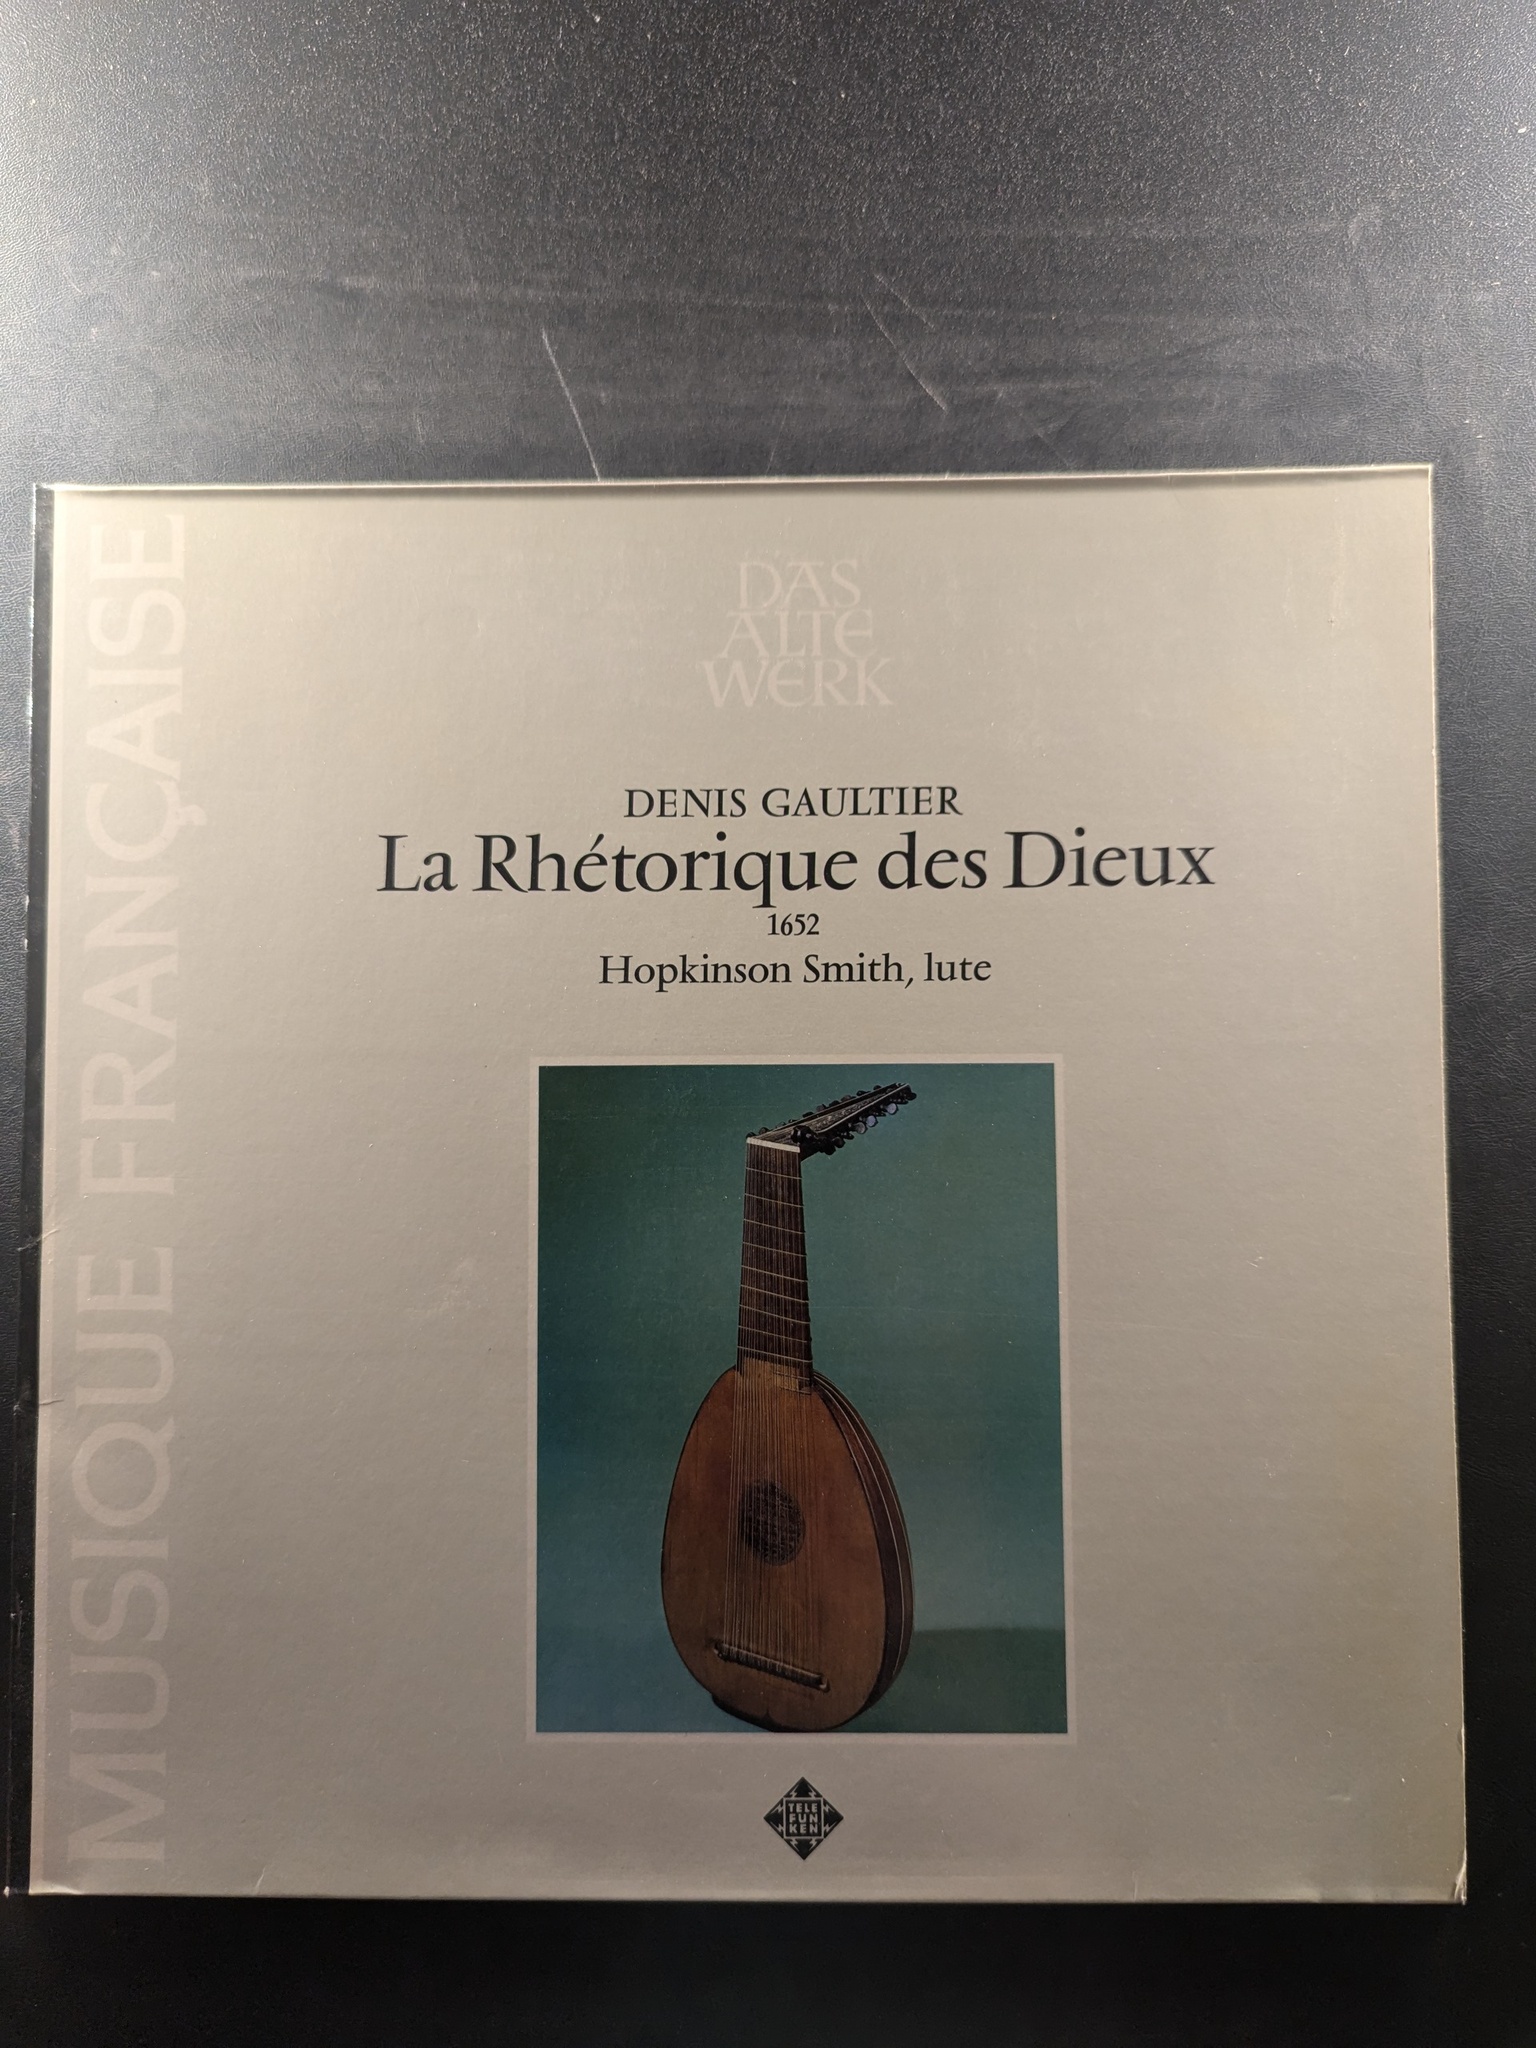 MUSIQUE FRANÇAISE
DAS
ALTE
WERK
DENIS GAULTIER
La Rhétorique des Dieux
1652
Hopkinson Smith, lute
TELE
FUN
KEN